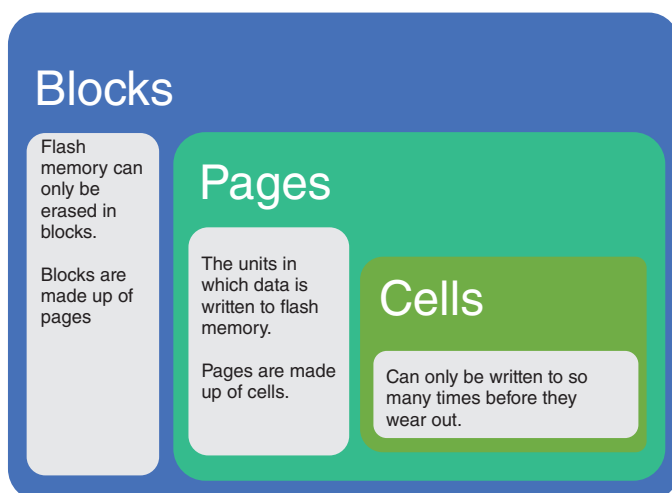 Blocks
Flash
memory can
only be
erased in
blocks.
Blocks are
made up of
pages
Pages
The units in
which data is
written to flash
memory.
Pages are made
up of cells.
Cells
Can only be written to so
many times before they
wear out.